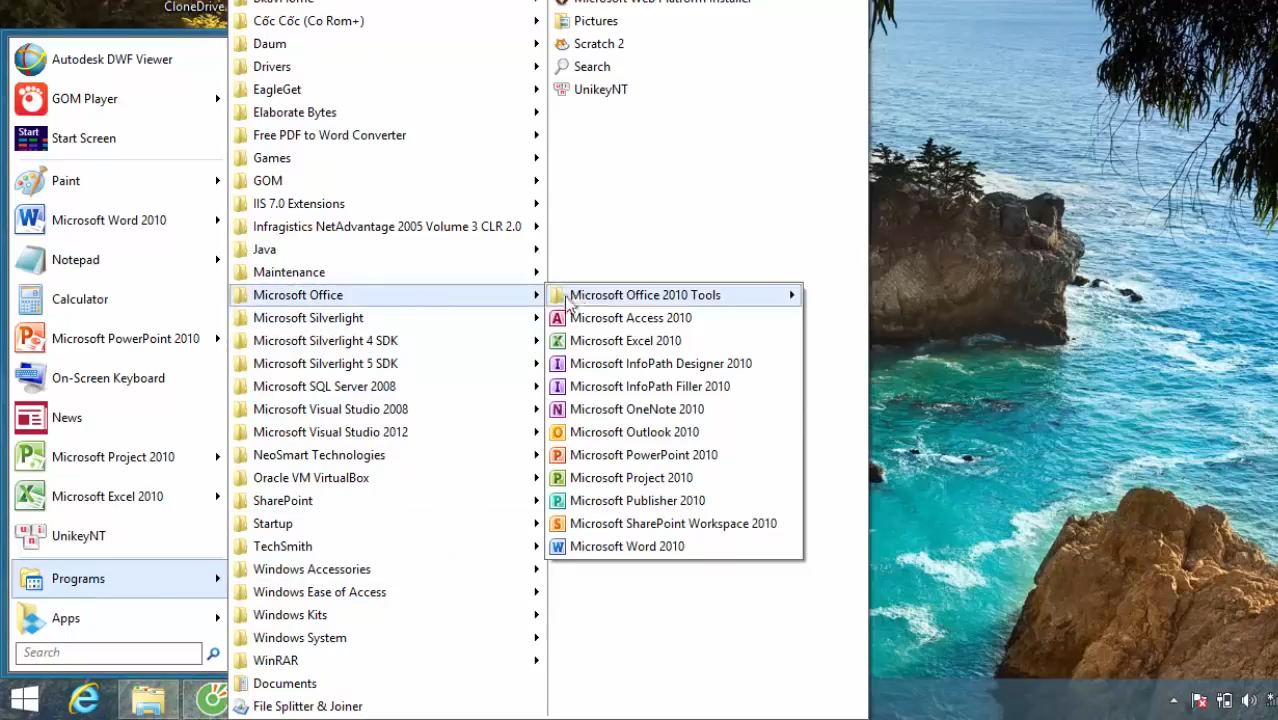 CloneDrive.
Autodesk DWF Viewer
GOM Player
Start
Start Screen
Paint
Microsoft Word 2010
Notepad
Calculator
Microsoft PowerPoint 2010
On-Screen Keyboard
News
Microsoft Project 2010
Microsoft Excel 2010
UnikeyNT
Programs
Apps
Search
Cốc Cốc (Co Rom+)
Daum
Drivers
EagleGet
Elaborate Bytes
Free PDF to Word Converter
Games
GOM
IIS 7.0 Extensions
Infragistics NetAdvantage 2005 Volume 3 CLR 2.0
Java
Maintenance
Microsoft Office
Microsoft Silverlight
Microsoft Silverlight 4 SDK
Microsoft Silverlight 5 SDK
Microsoft SQL Server 2008
Microsoft Visual Studio 2008
Microsoft Visual Studio 2012
NeoSmart Technologies
Oracle VM VirtualBox
SharePoint
Startup
TechSmith
Windows Accessories
Windows Ease of Access
Windows Kits
Windows System
WinRAR
Documents
File Splitter & Joiner
Microsoft Web Platform Installer
Pictures
Scratch 2
Search
UnikeyNT
Microsoft Office 2010 Tools
Microsoft Access 2010
Microsoft Excel 2010
Microsoft InfoPath Designer 2010
Microsoft InfoPath Filler 2010
Microsoft OneNote 2010
Microsoft Outlook 2010
Microsoft PowerPoint 2010
Microsoft Project 2010
Microsoft Publisher 2010
Microsoft SharePoint Workspace 2010
Microsoft Word 2010